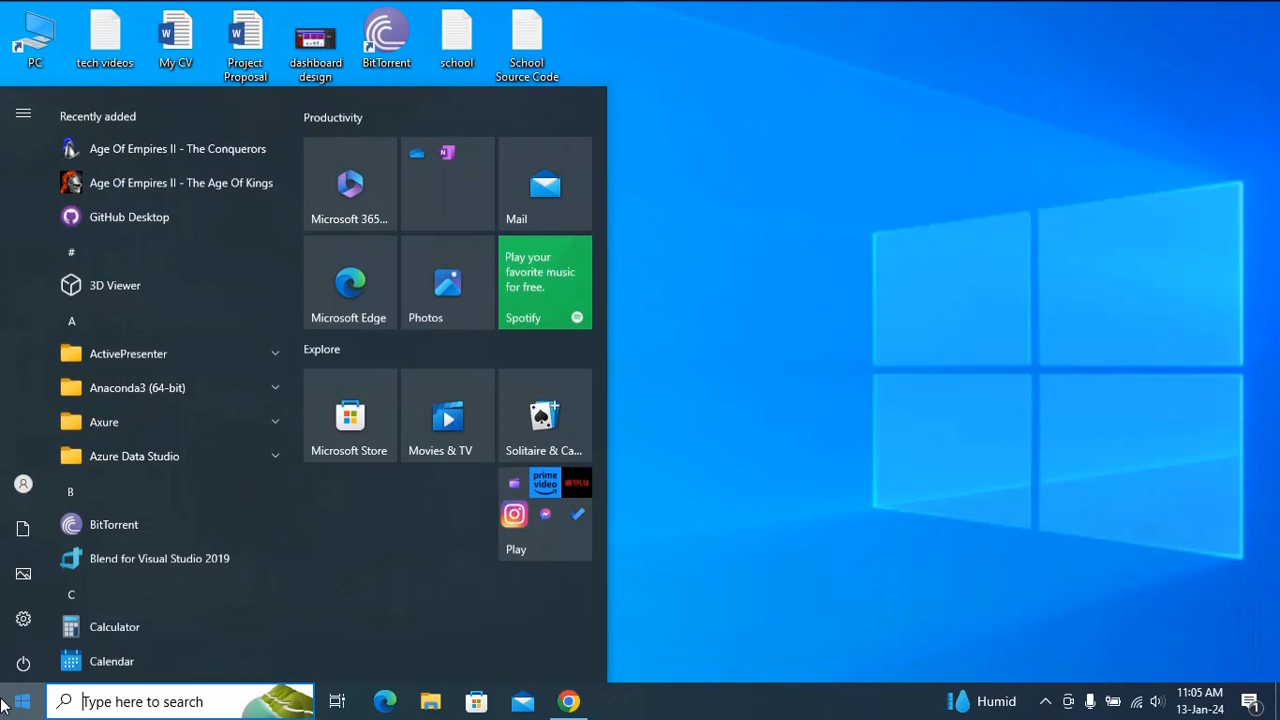 PC
tech videos
My CV
Project
Proposal
dashboard
design
BitTorrent
school
School
Source Code
Recently added
Age Of Empires II - The Conquerors
Age Of Empires II - The Age Of Kings
GitHub Desktop
#
3D Viewer
A
ActivePresenter
Anaconda3 (64-bit)
Axure
Azure Data Studio
B
BitTorrent
Blend for Visual Studio 2019
C
Calculator
Calendar
Productivity
Microsoft 365...
Mail
Microsoft Edge
Photos
Play your
favorite music
for free.
Spotify
Explore
Microsoft Store
Movies & TV
Solitaire & Ca...
prime
video
NETFLIX
Play
Type here to search
Humid
11:05 AM
13-Jan-24
1